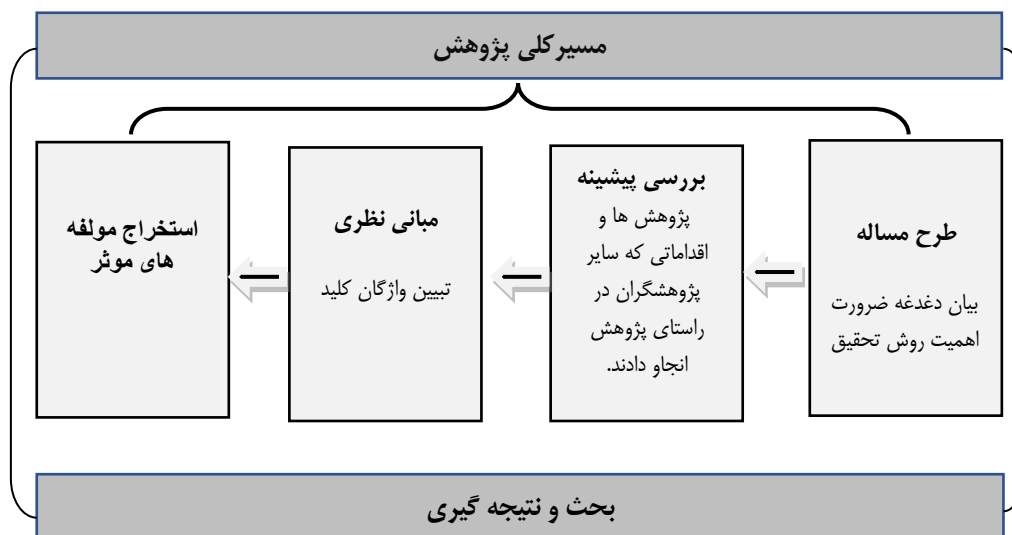 مسیرکلی پژوهش
طرح مساله
بیان دغدغه ضرورت
اهمیت روش تحقیق
بررسی پیشینه
پژوهش ها و
اقداماتی که سایر
پژوهشگران در
راستای پژوهش
انجاو دادند.
مبانی نظری
تبیین واژگان کلید
استخراج مولفه
های موثر
بحث و نتیجه گیری